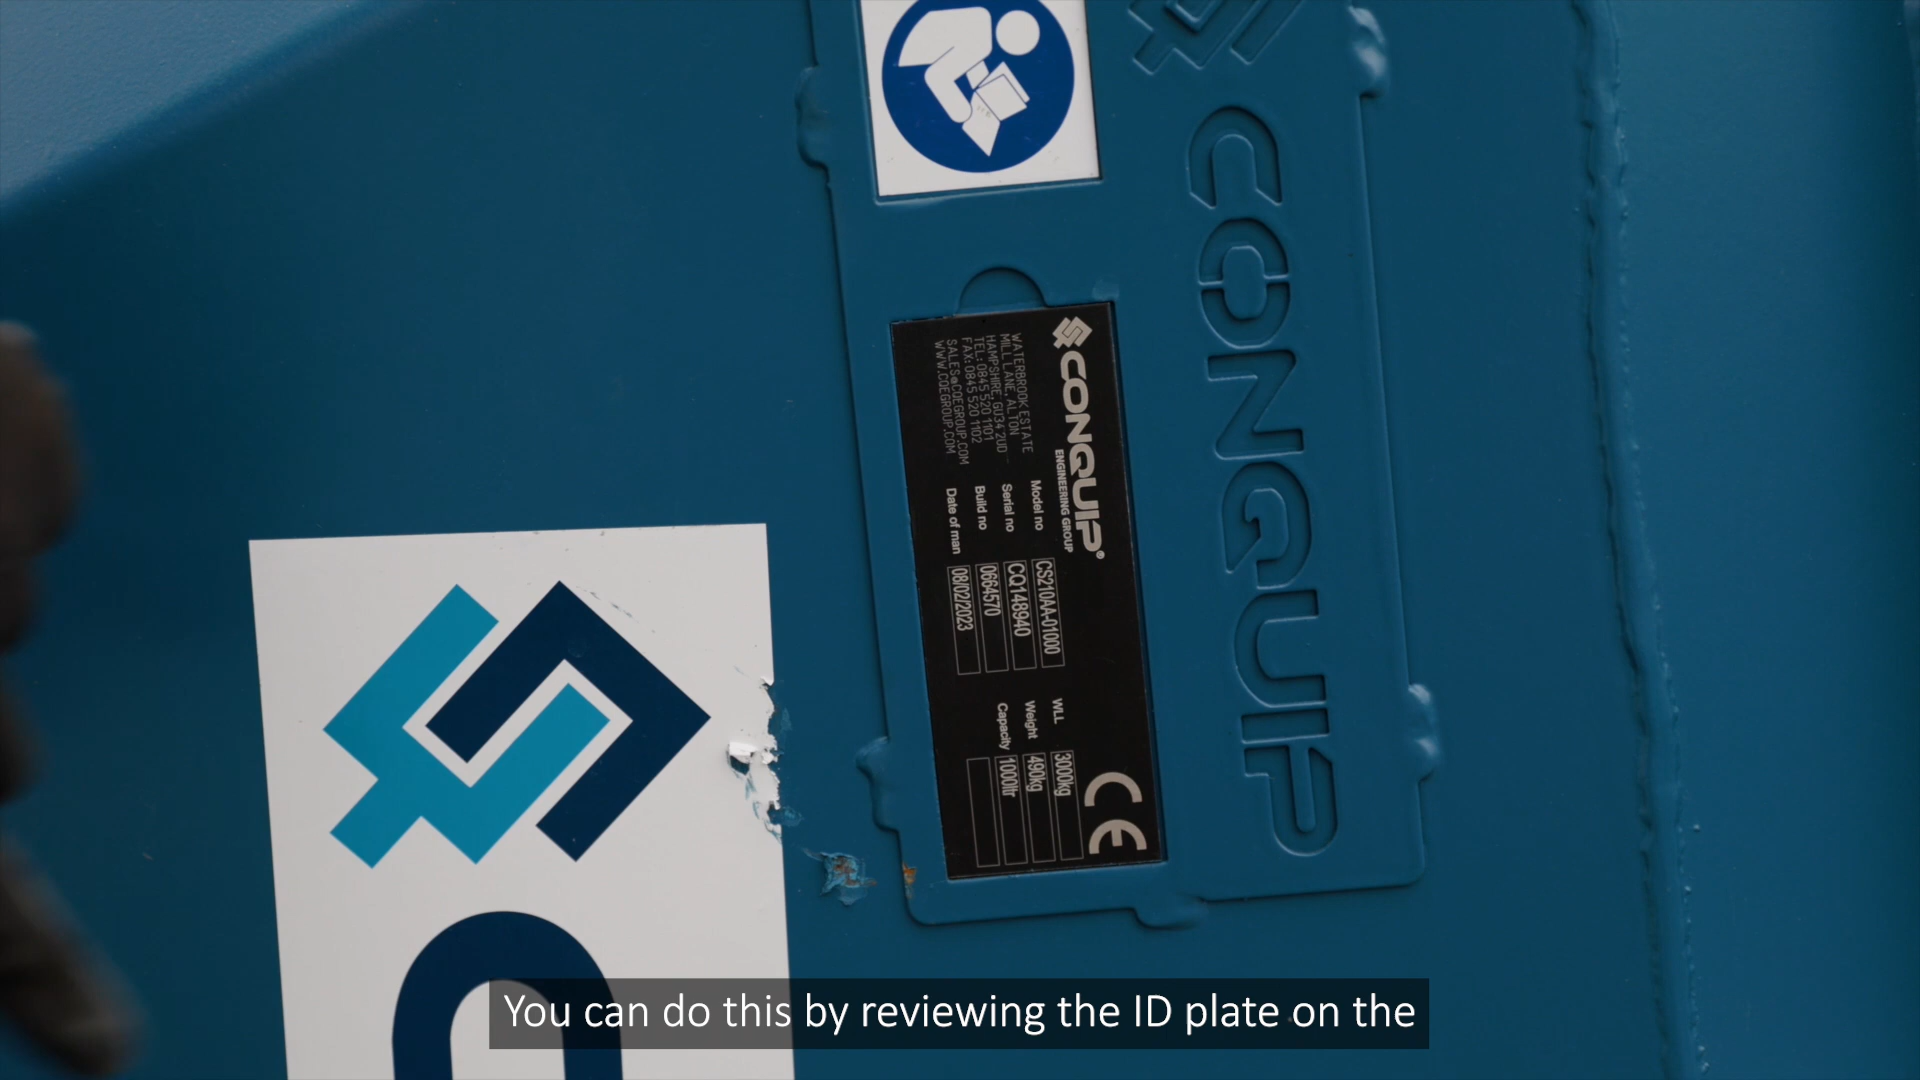 CONQUIP
CONQUIP®
ENGINEERING GROUP
WATERBROOK ESTATE
MILL LANE, ALTON
HAMPSHIRE, GU34 2UD
TEL: 0845 520 1101
FAX: 0845 520 1102
SALES@CQEGROUP.COM
WWW.CQEGROUP.COM
Model no CS210AA-01000
Serial no CQ148940
Build no 0664570
Date of man 08/02/2023
WLL 3000kg
Weight 490kg
Capacity 1000ltr
CE
You can do this by reviewing the ID plate on the